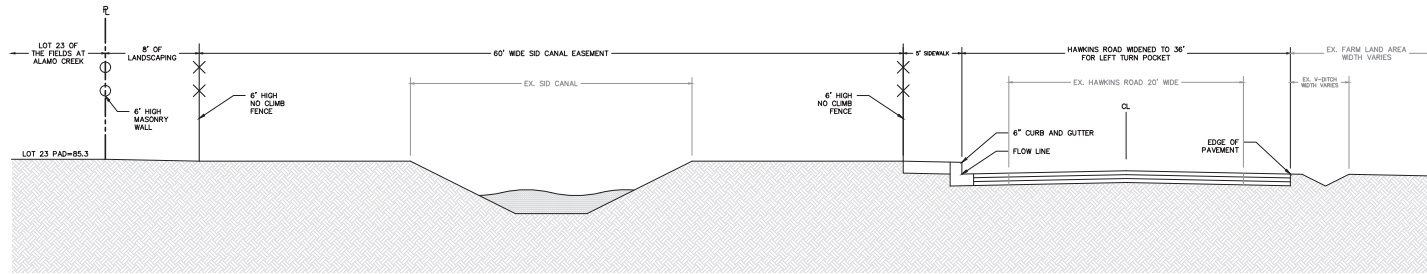 PL
LOT 23 OF
THE FIELDS AT
ALAMO CREEK
8' OF
LANDSCAPING
60' WIDE SID CANAL EASEMENT
5' SIDEWALK
HAWKINS ROAD WIDENED TO 36'
FOR LEFT TURN POCKET
EX. FARM LAND AREA
WIDTH VARIES
EX. SID CANAL
EX. HAWKINS ROAD 20' WIDE
EX. V-DITCH
WIDTH VARIES
6' HIGH
MASONRY
WALL
6' HIGH
NO CLIMB
FENCE
6' HIGH
NO CLIMB
FENCE
CL
6" CURB AND GUTTER
FLOW LINE
EDGE OF
PAVEMENT
LOT 23 PAD=85.3